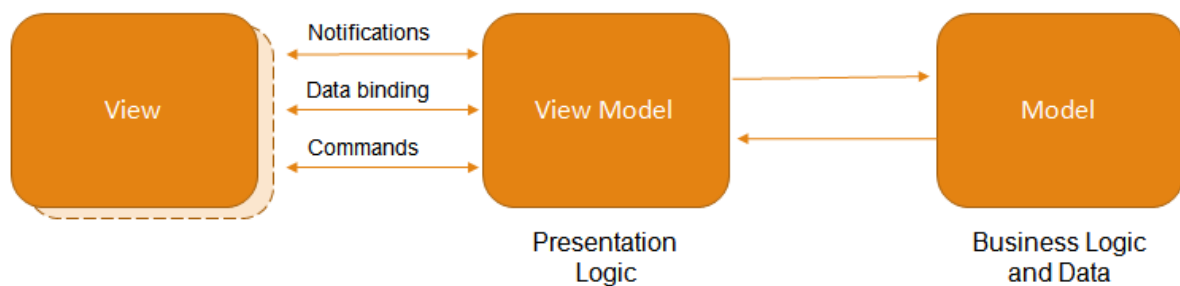 View
Notifications
Data binding
Commands
View Model
Model
Presentation
Logic
Business Logic
and Data